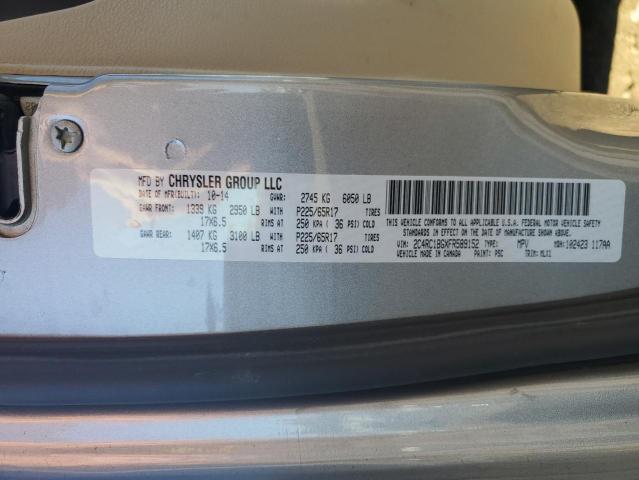 MFD BY CHRYSLER GROUP LLC
DATE OF MFR(BUILT): 10-14 GVWR: 2745 KG 6050 LB
GAWR FRONT: 1339 KG 2950 LB WITH P225/65R17 TIRES
17X6.5 RIMS AT 250 KPA ( 36 PSI) COLD
GAWR REAR: 1407 KG 3100 LB WITH P225/65R17 TIRES
17X6.5 RIMS AT 250 KPA ( 36 PSI) COLD
THIS VEHICLE CONFORMS TO ALL APPLICABLE U.S.A. FEDERAL MOTOR VEHICLE SAFETY
STANDARDS IN EFFECT ON THE DATE OF MANUFACTURE SHOWN ABOVE.
VIN: 2C4RC1BGXFR589152 TYPE: MPV MDH:102423 117AA
VEHICLE MADE IN CANADA PAINT: PSC TRIM: MLX1